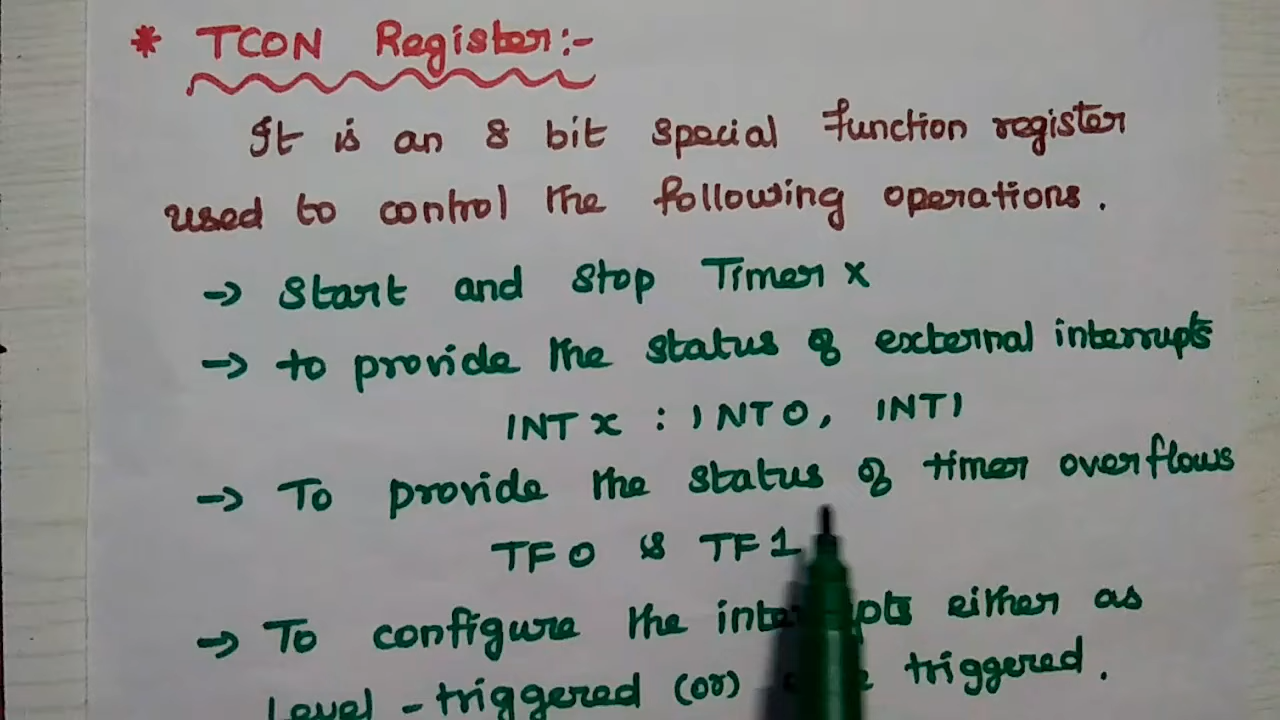 * TCON Register:-
It is an 8 bit special function register
used to control the following operations.
→ Start and stop Timer x
→ to provide the status of external interrupts
INTx : INT0, INT1
→ To provide the status of timer overflows
TF0 & TF1
→ To configure the either as
Level-triggered (or) triggered.